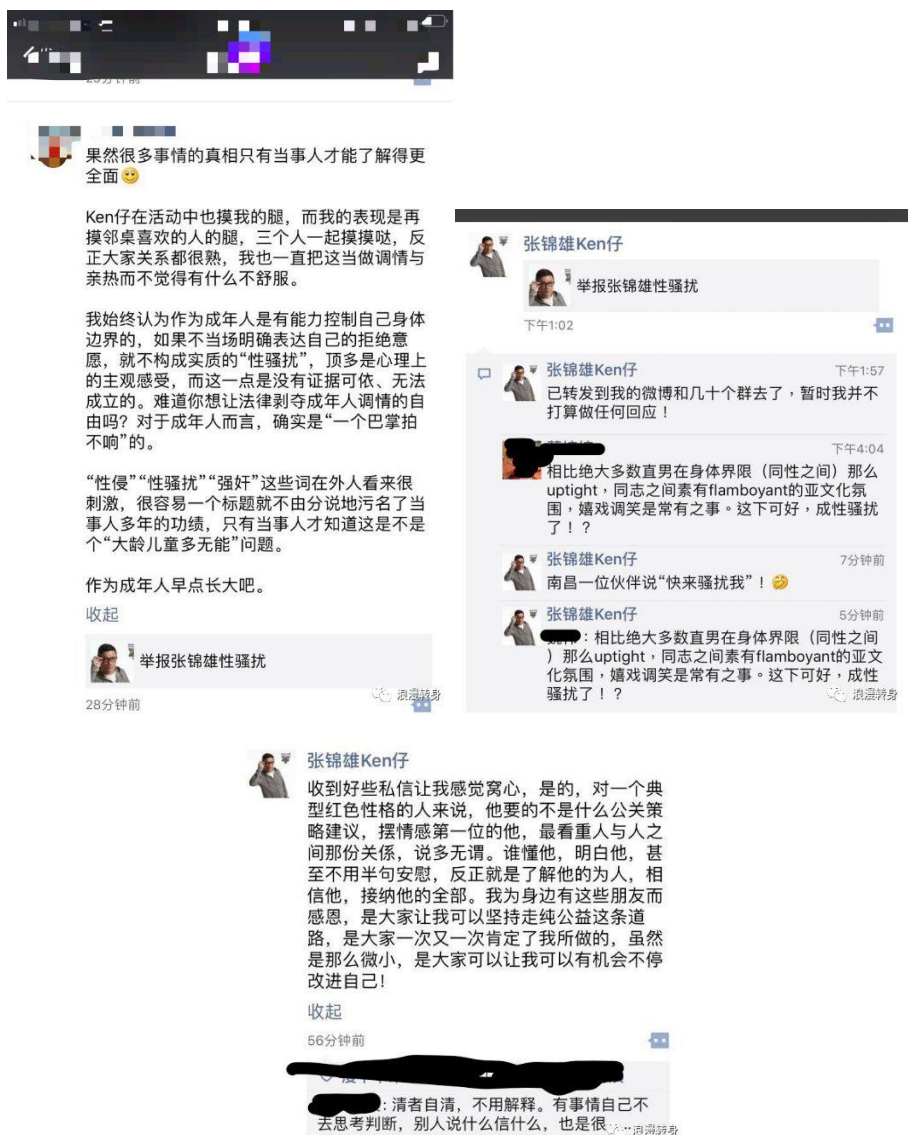 果然很多事情的真相只有当事人才能了解得更
全面
Ken仔在活动中也摸我的腿，而我的表现是再
摸邻桌喜欢的人的腿，三个人一起摸摸哒，反
正大家关系都很熟，我也一直把这当做调情与
亲热而不觉得有什么不舒服。
我始终认为作为成年人是有能力控制自己身体
边界的，如果不当场明确表达自己的拒绝意
愿，就不构成实质的“性骚扰”，顶多是心理上
的主观感受，而这一点是没有证据可依、无法
成立的。难道你想让法律剥夺成年人调情的自
由吗？对于成年人而言，确实是“一个巴掌拍
不响”的。
“性侵”“性骚扰”“强奸”这些词在外人看来很
刺激，很容易一个标题就不由分说地污名了当
事人多年的功绩，只有当事人才知道这是不是
个“大龄儿童多无能”问题。
作为成年人早点长大吧。
收起
举报张锦雄性骚扰
28分钟前
浪漫转身
张锦雄Ken仔
举报张锦雄性骚扰
下午1:02
张锦雄Ken仔
下午1:57
已转发到我的微博和几十个群去了，暂时我并不
打算做任何回应！
下午4:04
相比绝大多数直男在身体界限（同性之间）那么
uptight，同志之间素有flamboyant的亚文化氛
围，嬉戏调笑是常有之事。这下可好，成性骚扰
了！？
张锦雄Ken仔
7分钟前
南昌一位伙伴说“快来骚扰我”！
张锦雄Ken仔
5分钟前
：相比绝大多数直男在身体界限（同性之间
）那么uptight，同志之间素有flamboyant的亚文
化氛围，嬉戏调笑是常有之事。这下可好，成性
骚扰了！？
浪漫转身
张锦雄Ken仔
收到好些私信让我感觉窝心，是的，对一个典
型红色性格的人来说，他要的不是什么公关策
略建议，摆情感第一位的他，最看重人与人之
间那份关係，说多无谓。谁懂他，明白他，甚
至不用半句安慰，反正就是了解他的为人，相
信他，接纳他的全部。我为身边有这些朋友而
感恩，是大家让我可以坚持走纯公益这条道
路，是大家一次又一次肯定了我所做的，虽然
是那么微小，是大家可以让我可以有机会不停
改进自己！
收起
56分钟前
：清者自清，不用解释。有事情自己不
去思考判断，别人说什么信什么，也是很
浪漫转身